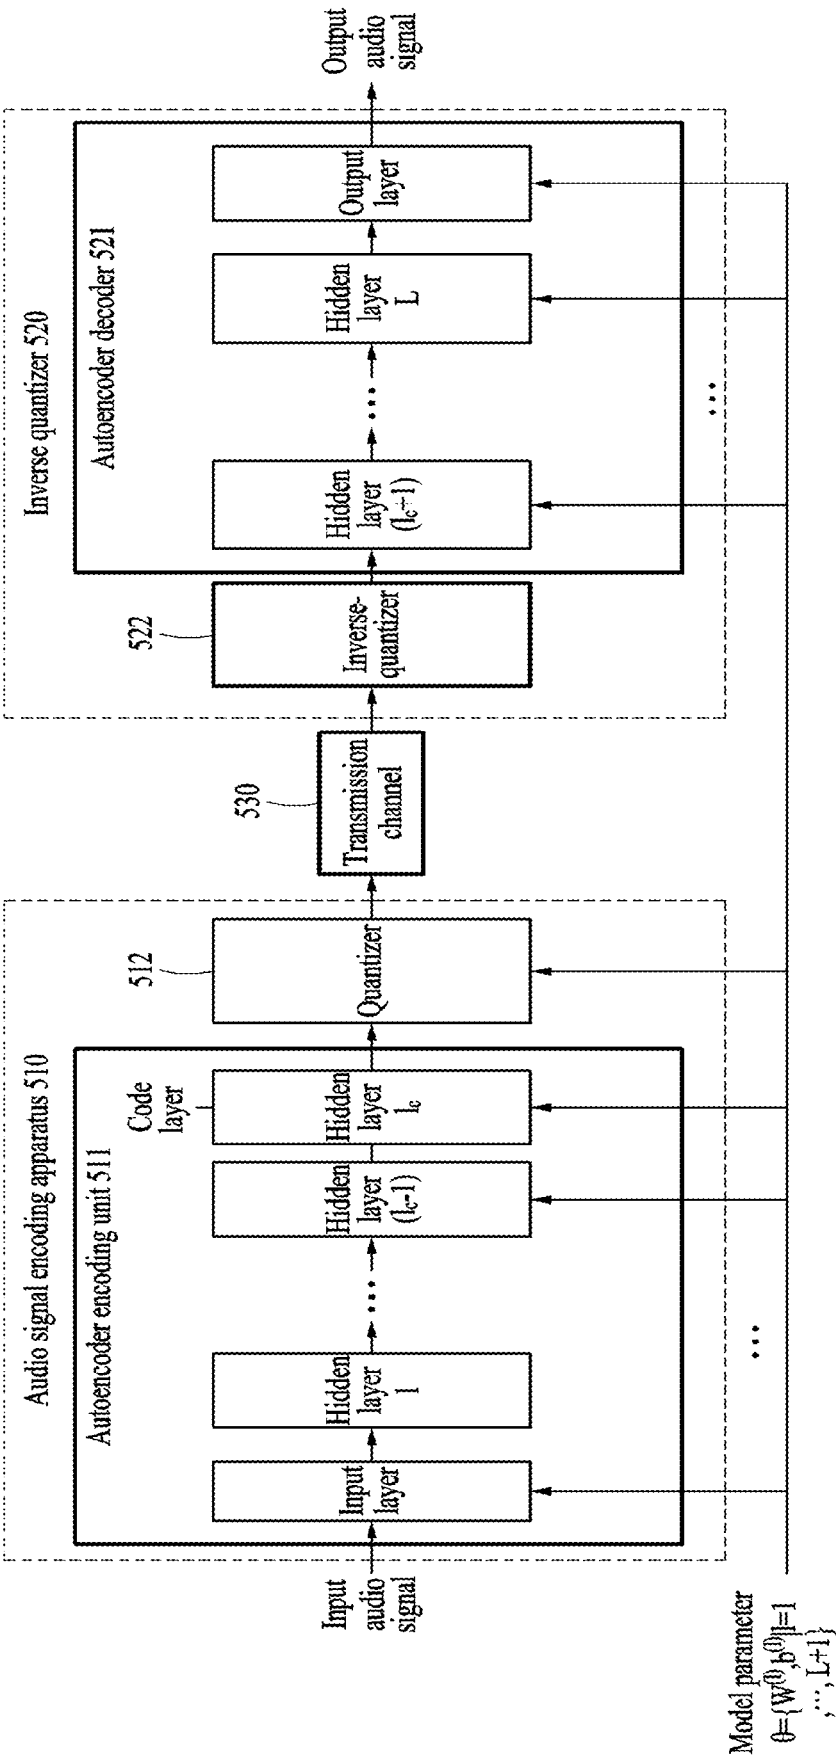 Audio signal encoding apparatus 510
Autoencoder encoding unit 511
Input
audio
signal
Input
layer
Hidden
layer
1
...
Hidden
layer
(lc-1)
Code
layer
Hidden
layer
lc
512
Quantizer
530
Transmission
channel
Inverse quantizer 520
522
Inverse-
quantizer
Autoencoder decoder 521
Hidden
layer
(lc+1)
...
Hidden
layer
L
Output
layer
Output
audio
signal
...
...
Model parameter
θ={W(l),b(l)|l=1
,…, L+1}